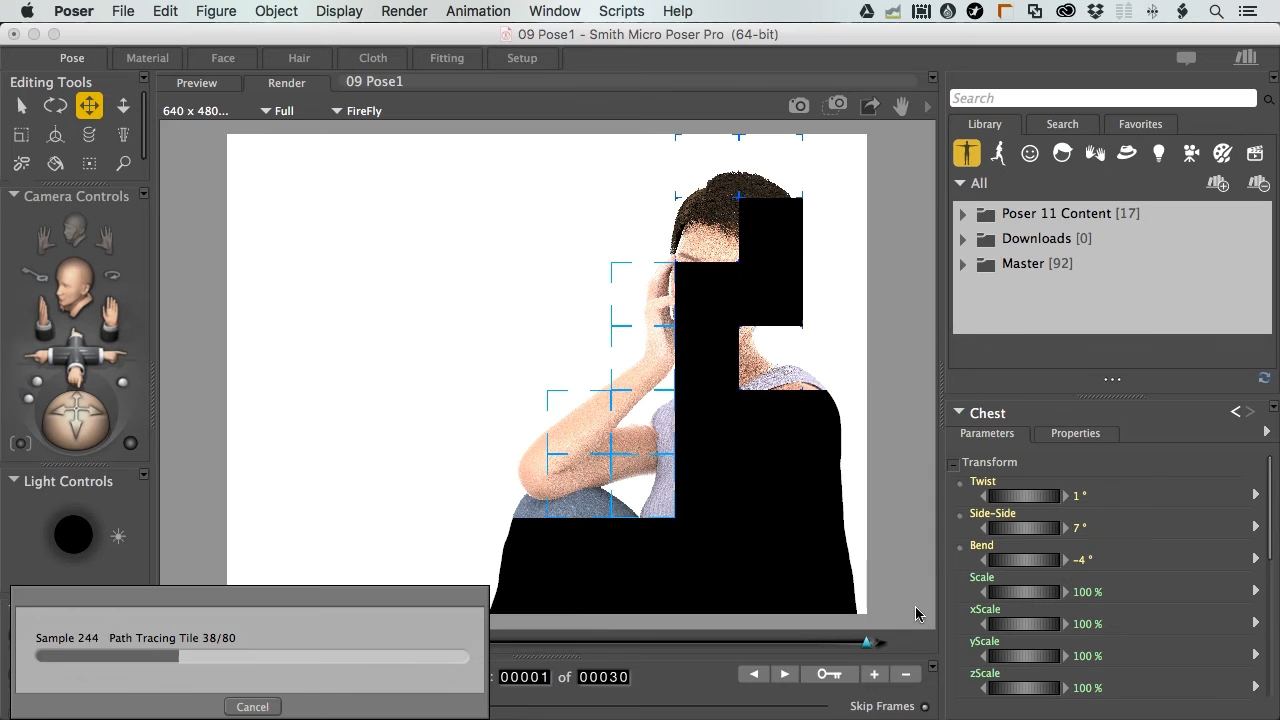 Poser File Edit Figure Object Display Render Animation Window Scripts Help
09 Pose1 - Smith Micro Poser Pro (64-bit)
Pose Material Face Hair Cloth Fitting Setup
Editing Tools
Preview Render 09 Pose1
640 x 480... Full FireFly
Camera Controls
Light Controls
Sample 244 Path Tracing Tile 38/80
Cancel
: 00001 of 00030
Skip Frames
Search
Library Search Favorites
All
Poser 11 Content [17]
Downloads [0]
Master [92]
...
Chest
Parameters Properties
Transform
Twist
1 °
Side-Side
7 °
Bend
-4 °
Scale
100 %
xScale
100 %
yScale
100 %
zScale
100 %